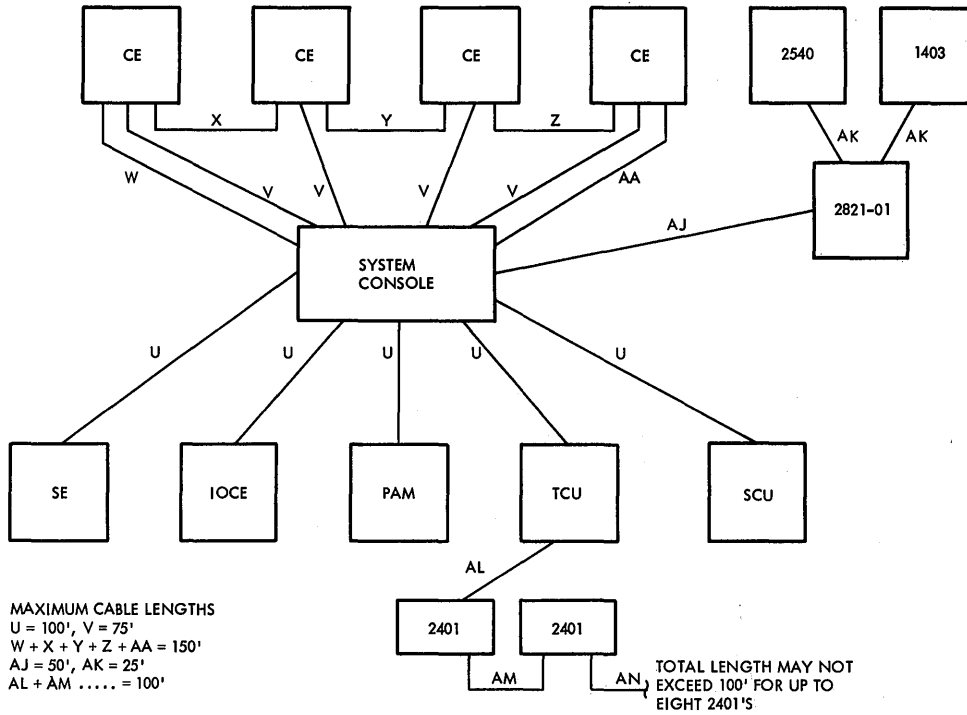 CE
CE
CE
CE
2540
1403
X
Y
Z
AK
AK
W
V
V
V
V
AA
2821-01
AJ
SYSTEM
CONSOLE
U
U
U
U
U
SE
IOCE
PAM
TCU
SCU
AL
2401
2401
AM
AN
MAXIMUM CABLE LENGTHS
U = 100', V = 75'
W + X + Y + Z + AA = 150'
AJ = 50', AK = 25'
AL + AM ..... = 100'
TOTAL LENGTH MAY NOT
EXCEED 100' FOR UP TO
EIGHT 2401'S